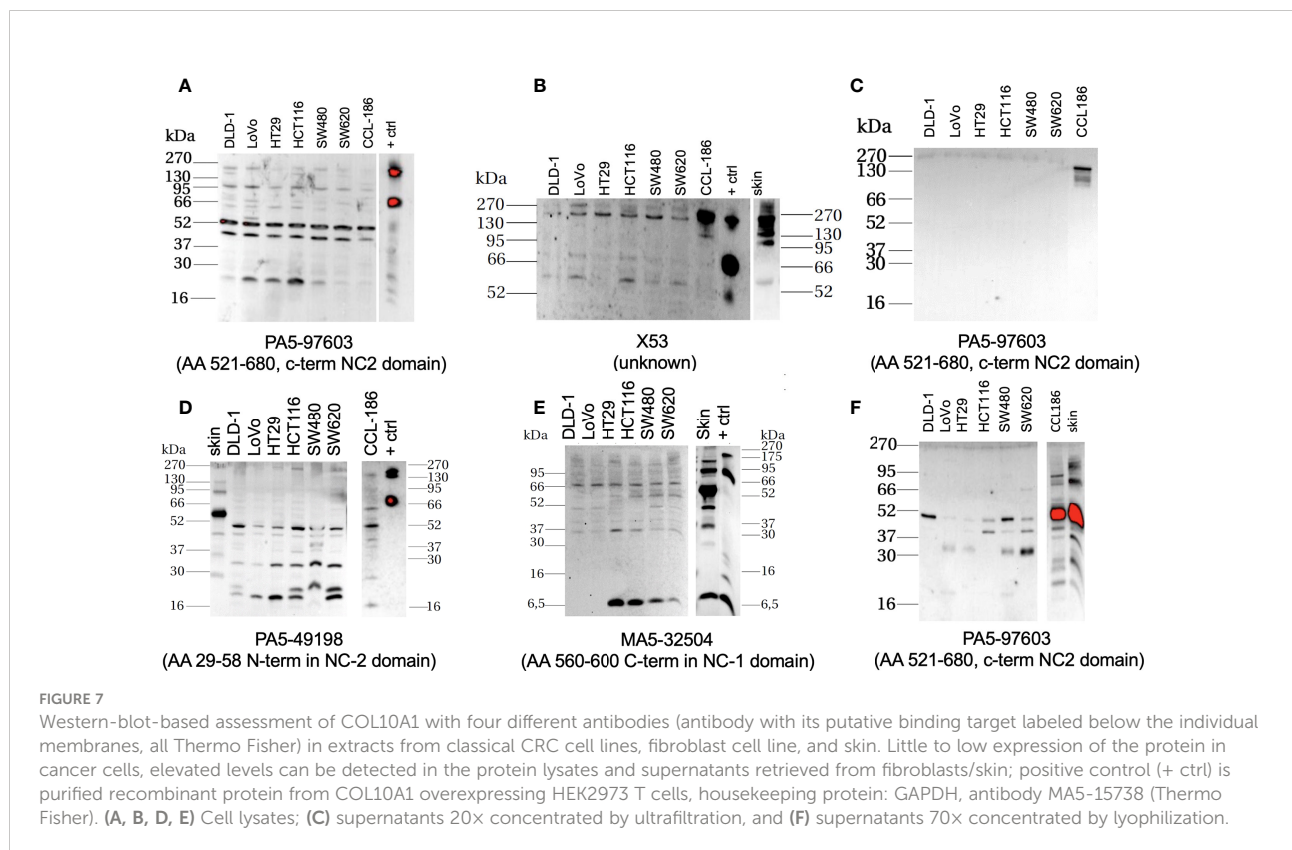 A
kDa
DLD-1
LoVo
HT29
HCT116
SW480
SW620
CCL-186
+ ctrl
270
130
95
66
52
37
30
16
PA5-97603
(AA 521-680, c-term NC2 domain)
B
kDa
DLD-1
LoVo
HT29
HCT116
SW480
SW620
CCL-186
+ ctrl
skin
270
130
95
66
52
270
130
95
66
52
X53
(unknown)
C
kDa
DLD-1
LoVo
HT29
HCT116
SW480
SW620
CCL186
270
130
66
52
37
30
16
PA5-97603
(AA 521-680, c-term NC2 domain)
D
kDa
skin
DLD-1
LoVo
HT29
HCT116
SW480
SW620
CCL-186
+ ctrl
270
130
95
66
52
37
30
16
270
130
95
66
52
37
30
16
PA5-49198
(AA 29-58 N-term in NC-2 domain)
E
kDa
DLD-1
LoVo
HT29
HCT116
SW480
SW620
Skin
+ ctrl
kDa
95
66
52
37
30
16
6,5
270
175
95
66
52
37
30
16
6,5
MA5-32504
(AA 560-600 C-term in NC-1 domain)
F
DLD-1
LoVo
HT29
HCT116
SW480
SW620
CCL186
skin
270
95
66
52
37
30
16
PA5-97603
(AA 521-680, c-term NC2 domain)
FIGURE 7
Western-blot-based assessment of COL10A1 with four different antibodies (antibody with its putative binding target labeled below the individual
membranes, all Thermo Fisher) in extracts from classical CRC cell lines, fibroblast cell line, and skin. Little to low expression of the protein in
cancer cells, elevated levels can be detected in the protein lysates and supernatants retrieved from fibroblasts/skin; positive control (+ ctrl) is
purified recombinant protein from COL10A1 overexpressing HEK2973 T cells, housekeeping protein: GAPDH, antibody MA5-15738 (Thermo
Fisher). (A, B, D, E) Cell lysates; (C) supernatants 20× concentrated by ultrafiltration, and (F) supernatants 70× concentrated by lyophilization.